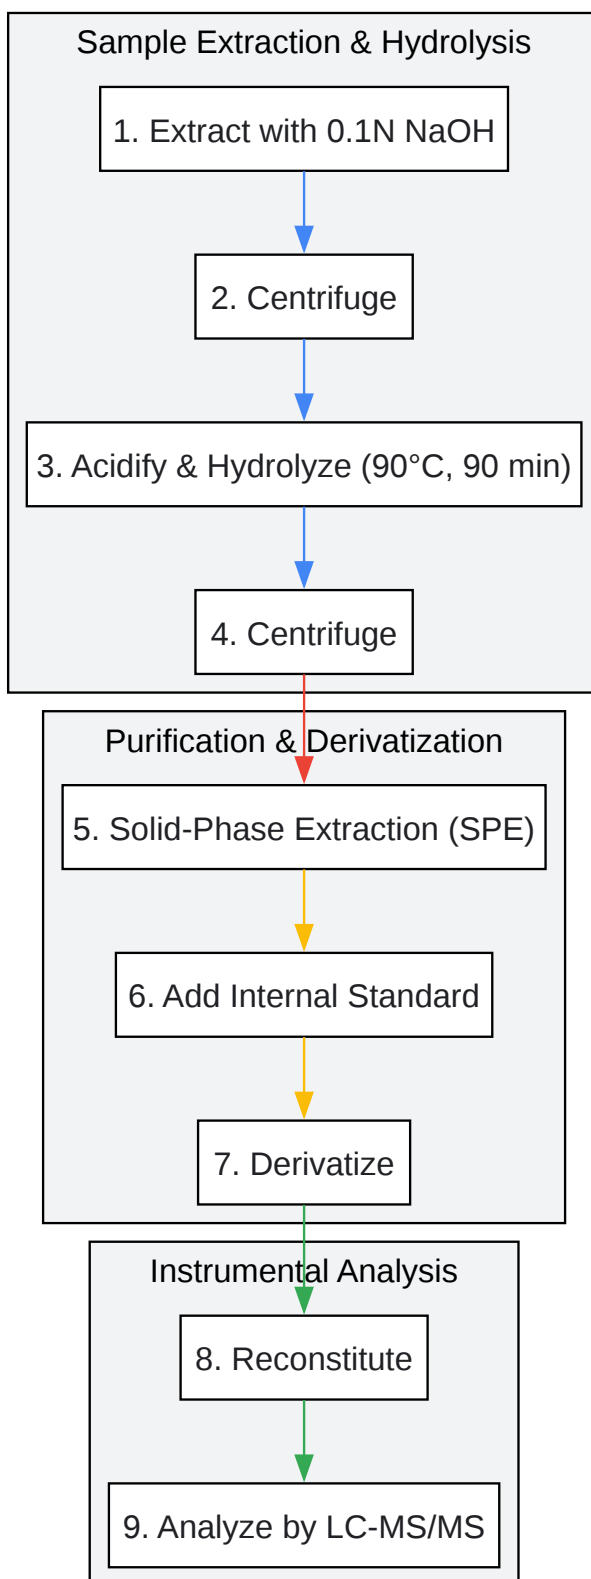 Sample Extraction & Hydrolysis
1. Extract with 0.1N NaOH
2. Centrifuge
3. Acidify & Hydrolyze (90°C, 90 min)
4. Centrifuge
Purification & Derivatization
5. Solid-Phase Extraction (SPE)
6. Add Internal Standard
7. Derivatize
Instrumental Analysis
8. Reconstitute
9. Analyze by LC-MS/MS